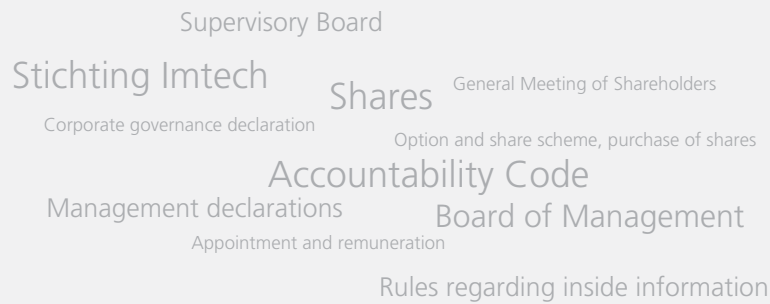 Supervisory Board
Stichting Imtech
Shares
General Meeting of Shareholders
Corporate governance declaration
Option and share scheme, purchase of shares
Accountability Code
Management declarations
Board of Management
Appointment and remuneration
Rules regarding inside information